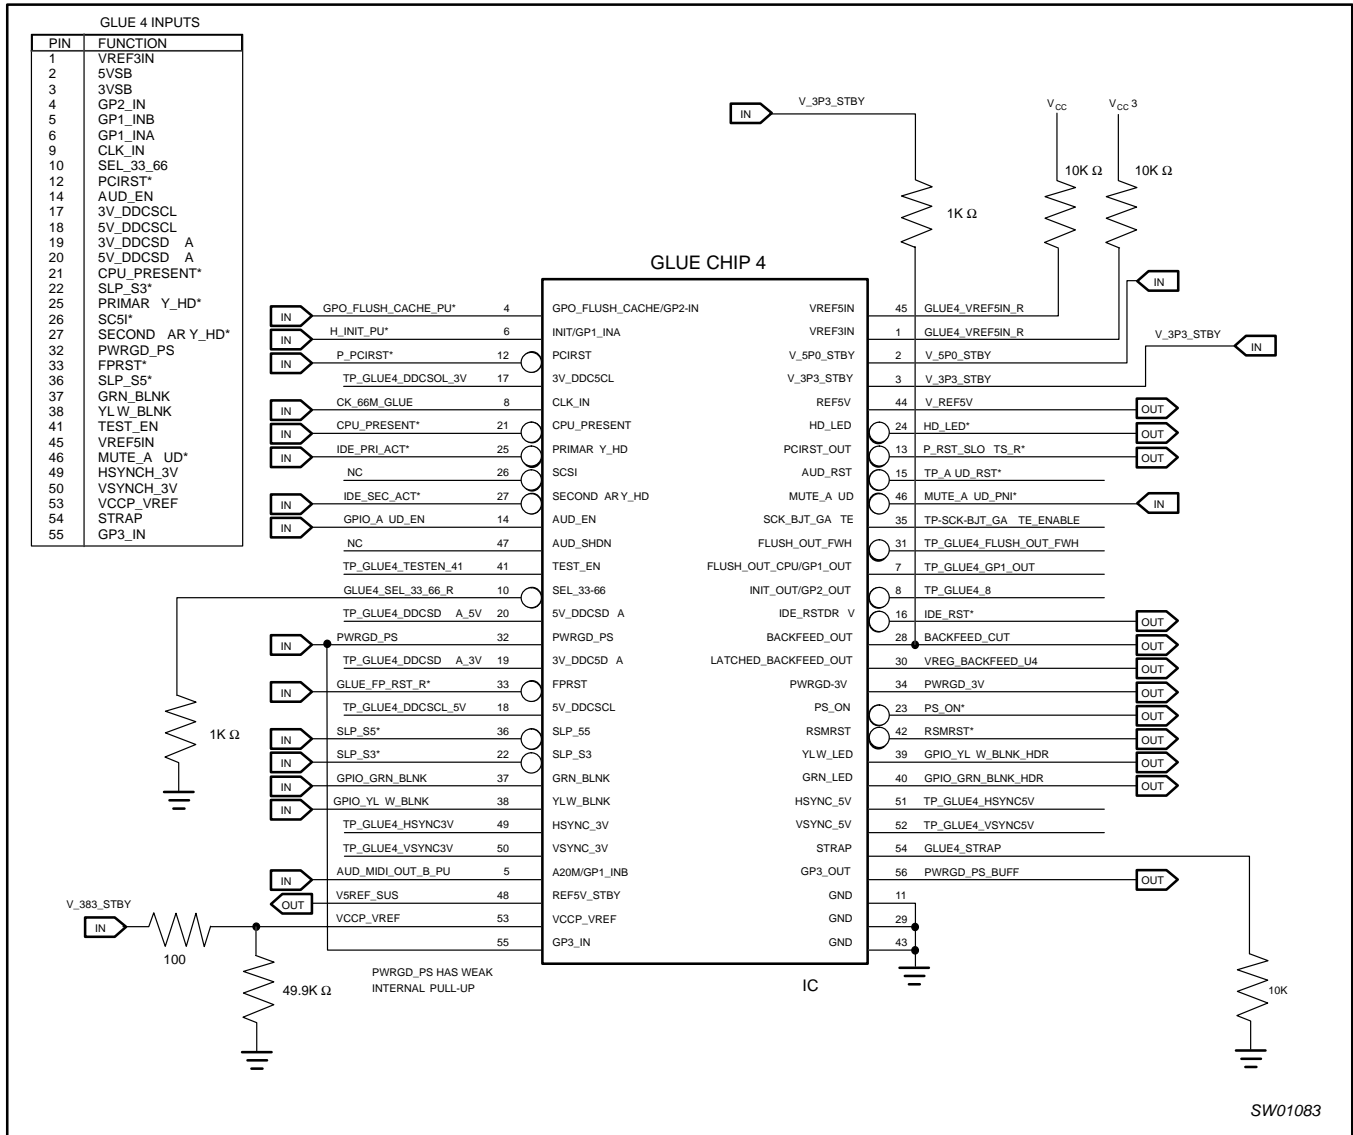 GLUE 4 INPUTS
PIN FUNCTION
1 VREF3IN
2 5VSB
3 3VSB
4 GP2_IN
5 GP1_INB
6 GP1_INA
9 CLK_IN
10 SEL_33_66
12 PCIRST*
14 AUD_EN
17 3V_DDCSCL
18 5V_DDCSCL
19 3V_DDCSD A
20 5V_DDCSD A
21 CPU_PRESENT*
22 SLP_S3*
25 PRIMAR Y_HD*
26 SC5I*
27 SECOND AR Y_HD*
32 PWRGD_PS
33 FPRST*
36 SLP_S5*
37 GRN_BLNK
38 YL W_BLNK
41 TEST_EN
45 VREF5IN
46 MUTE_A UD*
49 HSYNCH_3V
50 VSYNCH_3V
53 VCCP_VREF
54 STRAP
55 GP3_IN
IN V_3P3_STBY
VCC VCC 3
10K Ω 10K Ω
1K Ω
GLUE CHIP 4
IN GPO_FLUSH_CACHE_PU* 4 GPO_FLUSH_CACHE/GP2-IN VREF5IN 45 GLUE4_VREF5IN_R IN
IN H_INIT_PU* 6 INIT/GP1_INA VREF3IN 1 GLUE4_VREF5IN_R V_3P3_STBY IN
IN P_PCIRST* 12 PCIRST V_5P0_STBY 2 V_5P0_STBY
TP_GLUE4_DDCSOL_3V 17 3V_DDC5CL V_3P3_STBY 3 V_3P3_STBY
IN CK_66M_GLUE 8 CLK_IN REF5V 44 V_REF5V OUT
IN CPU_PRESENT* 21 CPU_PRESENT HD_LED 24 HD_LED* OUT
IN IDE_PRI_ACT* 25 PRIMAR Y_HD PCIRST_OUT 13 P_RST_SLO TS_R* OUT
NC 26 SCSI AUD_RST 15 TP_A UD_RST*
IN IDE_SEC_ACT* 27 SECOND AR Y_HD MUTE_A UD 46 MUTE_A UD_PNI* IN
IN GPIO_A UD_EN 14 AUD_EN SCK_BJT_GA TE 35 TP-SCK-BJT_GA TE_ENABLE
NC 47 AUD_SHDN FLUSH_OUT_FWH 31 TP_GLUE4_FLUSH_OUT_FWH
TP_GLUE4_TESTEN_41 41 TEST_EN FLUSH_OUT_CPU/GP1_OUT 7 TP_GLUE4_GP1_OUT
GLUE4_SEL_33_66_R 10 SEL_33-66 INIT_OUT/GP2_OUT 8 TP_GLUE4_8
TP_GLUE4_DDCSD A_5V 20 5V_DDCSD A IDE_RSTDR V 16 IDE_RST* OUT
IN PWRGD_PS 32 PWRGD_PS BACKFEED_OUT 28 BACKFEED_CUT OUT
TP_GLUE4_DDCSD A_3V 19 3V_DDC5D A LATCHED_BACKFEED_OUT 30 VREG_BACKFEED_U4 OUT
IN GLUE_FP_RST_R* 33 FPRST PWRGD-3V 34 PWRGD_3V OUT
TP_GLUE4_DDCSCL_5V 18 5V_DDCSCL PS_ON 23 PS_ON* OUT
1K Ω
IN SLP_S5* 36 SLP_55 RSMRST 42 RSMRST* OUT
IN SLP_S3* 22 SLP_S3 YLW_LED 39 GPIO_YL W_BLNK_HDR OUT
IN GPIO_GRN_BLNK 37 GRN_BLNK GRN_LED 40 GPIO_GRN_BLNK_HDR OUT
IN GPIO_YL W_BLNK 38 YLW_BLNK HSYNC_5V 51 TP_GLUE4_HSYNC5V
TP_GLUE4_HSYNC3V 49 HSYNC_3V VSYNC_5V 52 TP_GLUE4_VSYNC5V
TP_GLUE4_VSYNC3V 50 VSYNC_3V STRAP 54 GLUE4_STRAP
IN AUD_MIDI_OUT_B_PU 5 A20M/GP1_INB GP3_OUT 56 PWRGD_PS_BUFF OUT
OUT V5REF_SUS 48 REF5V_STBY GND 11
V_383_STBY IN VCCP_VREF 53 VCCP_VREF GND 29
55 GP3_IN GND 43
100
49.9K Ω
PWRGD_PS HAS WEAK
INTERNAL PULL-UP
IC
10K
SW01083